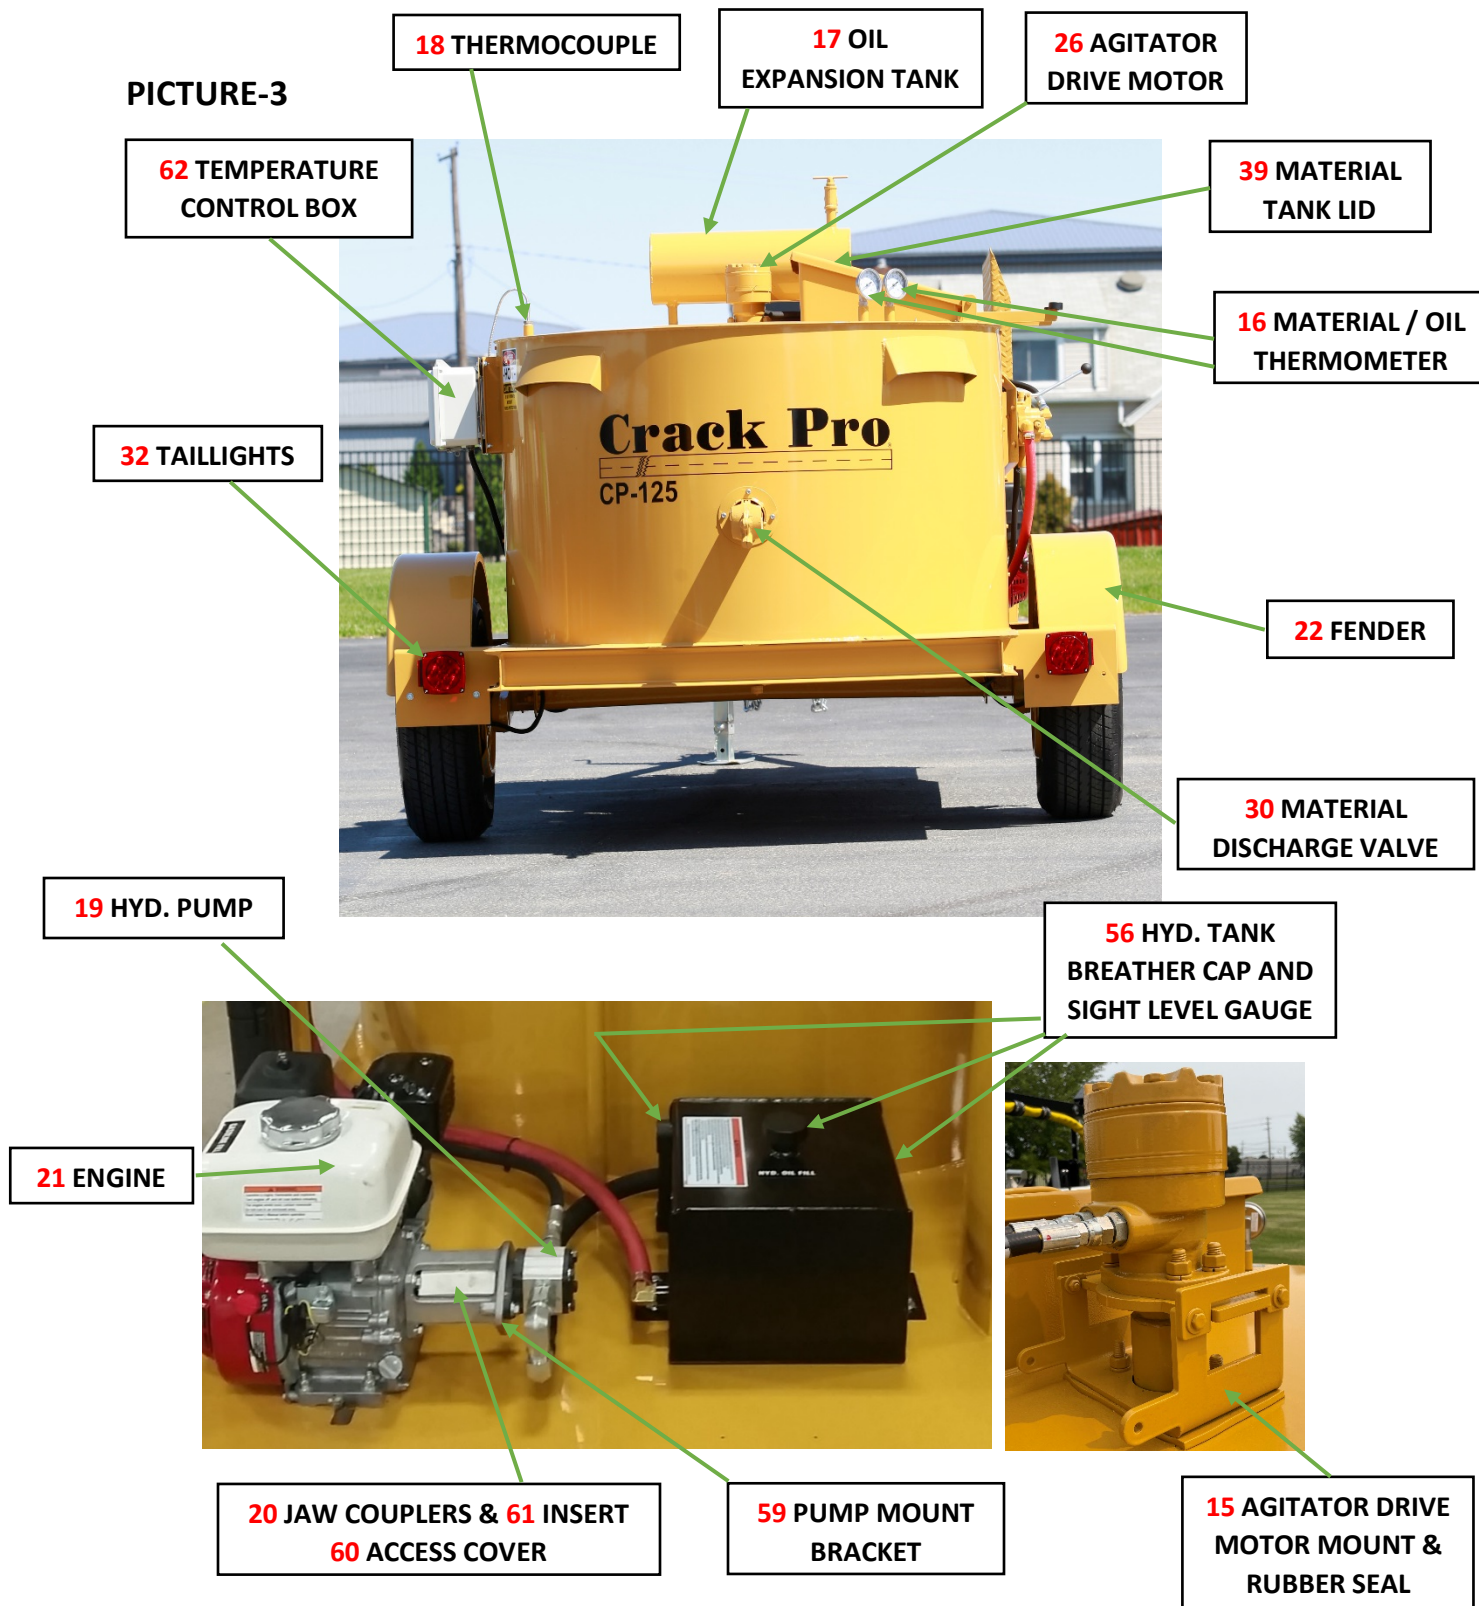 PICTURE-3
18 THERMOCOUPLE
17 OIL
EXPANSION TANK
26 AGITATOR
DRIVE MOTOR
62 TEMPERATURE
CONTROL BOX
39 MATERIAL
TANK LID
16 MATERIAL / OIL
THERMOMETER
32 TAILLIGHTS
Crack Pro
CP-125
22 FENDER
30 MATERIAL
DISCHARGE VALVE
19 HYD. PUMP
56 HYD. TANK
BREATHER CAP AND
SIGHT LEVEL GAUGE
HYD. OIL FILL
21 ENGINE
20 JAW COUPLERS & 61 INSERT
60 ACCESS COVER
59 PUMP MOUNT
BRACKET
15 AGITATOR DRIVE
MOTOR MOUNT &
RUBBER SEAL